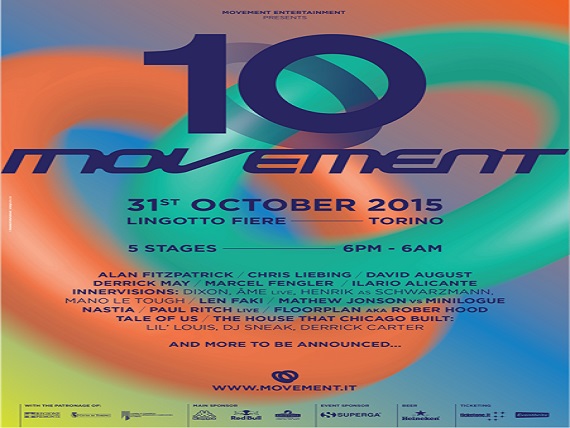 MOVEMENT ENTERTAINMENT
PRESENTS
10
MOVEMENT
31ST OCTOBER 2015
LINGOTTO FIERE TORINO
5 STAGES 6PM - 6AM
ALAN FITZPATRICK / CHRIS LIEBING / DAVID AUGUST
DERRICK MAY / MARCEL FENGLER / ILARIO ALICANTE
INNERVISIONS: DIXON, ÂME LIVE, HENRIK AS SCHWARZMANN,
MANO LE TOUGH / LEN FAKI / MATHEW JONSON VS MINILOGUE
NASTIA / PAUL RITCH LIVE / FLOORPLAN AKA ROBER HOOD
TALE OF US / THE HOUSE THAT CHICAGO BUILT:
LIL' LOUIS, DJ SNEAK, DERRICK CARTER
AND MORE TO BE ANNOUNCED...
WWW.MOVEMENT.IT
WITH THE PATRONAGE OF: MAIN SPONSOR EVENT SPONSOR BEER TICKETING
Red Bull SUPERGA Heineken